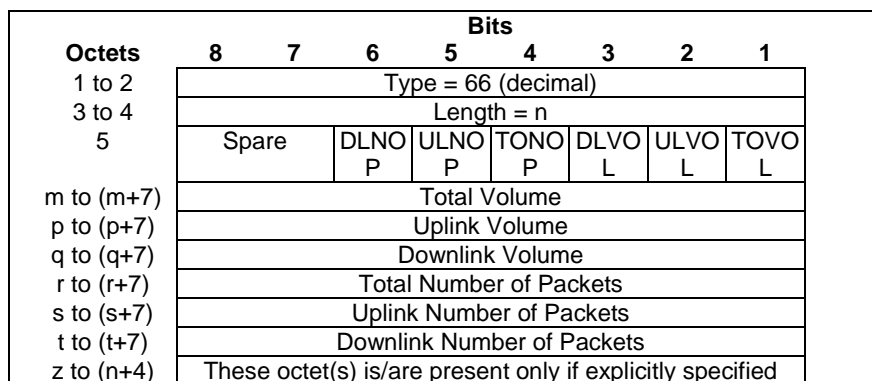 Bits
Octets 8 7 6 5 4 3 2 1
1 to 2 Type = 66 (decimal)
3 to 4 Length = n
5 Spare DLNO ULNO TONO DLVO ULVO TOVO
P P P L L L
m to (m+7) Total Volume
p to (p+7) Uplink Volume
q to (q+7) Downlink Volume
r to (r+7) Total Number of Packets
s to (s+7) Uplink Number of Packets
t to (t+7) Downlink Number of Packets
z to (n+4) These octet(s) is/are present only if explicitly specified